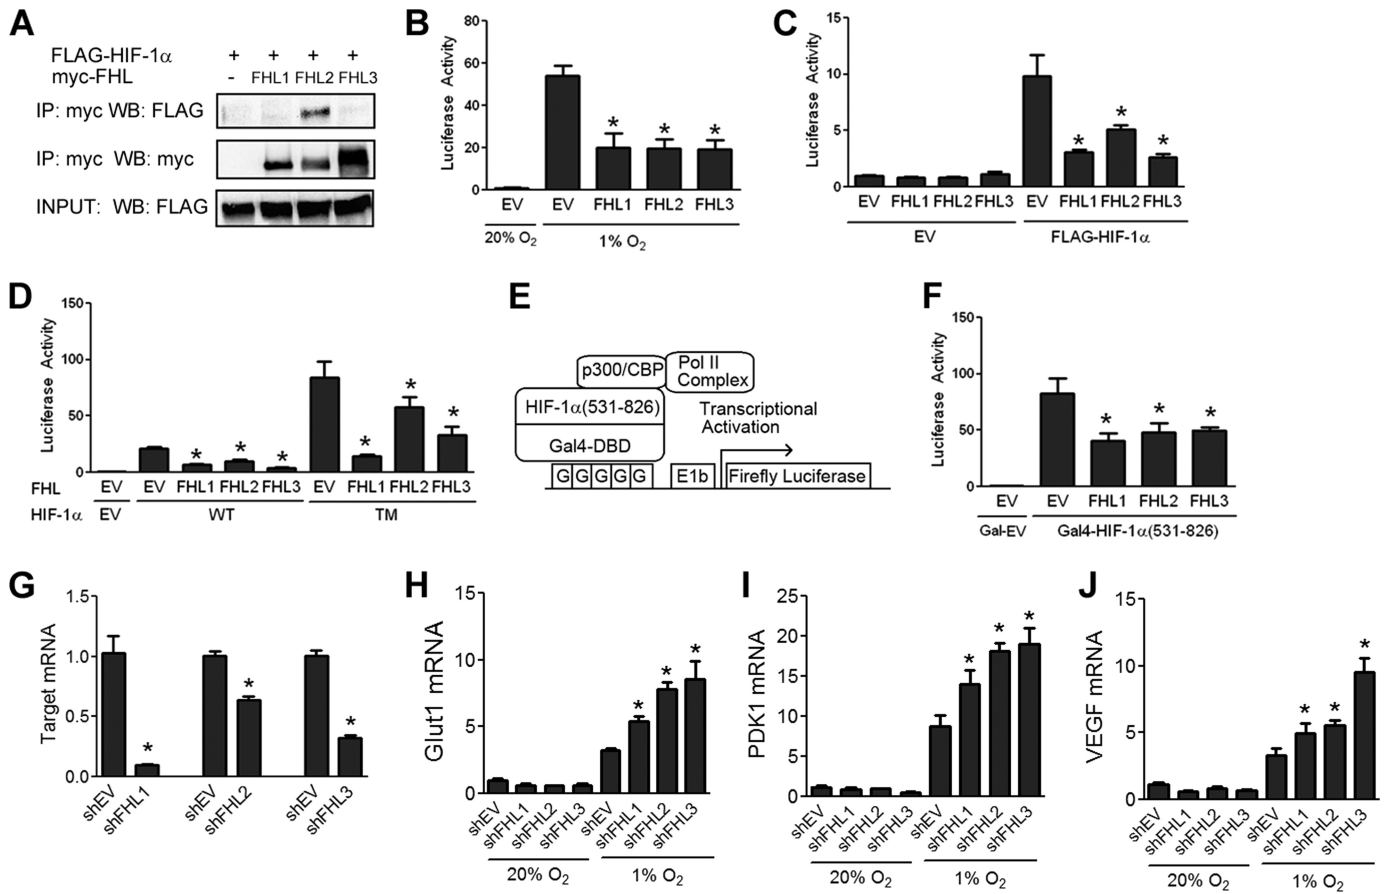 A
FLAG-HIF-1α + + + +
myc-FHL - FHL1 FHL2 FHL3
IP: myc WB: FLAG
IP: myc WB: myc
INPUT: WB: FLAG
B
Luciferase Activity
80
60
40
20
0
* * *
EV EV FHL1 FHL2 FHL3
20% O2 1% O2
C
Luciferase Activity
15
10
5
0
* * *
EV FHL1 FHL2 FHL3 EV FHL1 FHL2 FHL3
EV FLAG-HIF-1α
D
Luciferase Activity
150
100
50
0
* * * * * *
FHL EV EV FHL1 FHL2 FHL3 EV FHL1 FHL2 FHL3
HIF-1α EV WT TM
E
p300/CBP
Pol II
Complex
HIF-1α(531-826)
Transcriptional
Activation
Gal4-DBD
G G G G G E1b Firefly Luciferase
F
Luciferase Activity
150
100
50
0
* * *
EV EV FHL1 FHL2 FHL3
Gal-EV Gal4-HIF-1α(531-826)
G
Target mRNA
1.5
1.0
0.5
0.0
* * *
shEV shFHL1 shEV shFHL2 shEV shFHL3
H
Glut1 mRNA
15
10
5
0
* * *
shEV shFHL1 shFHL2 shFHL3 shEV shFHL1 shFHL2 shFHL3
20% O2 1% O2
I
PDK1 mRNA
25
20
15
10
5
0
* * *
shEV shFHL1 shFHL2 shFHL3 shEV shFHL1 shFHL2 shFHL3
20% O2 1% O2
J
VEGF mRNA
15
10
5
0
* * *
shEV shFHL1 shFHL2 shFHL3 shEV shFHL1 shFHL2 shFHL3
20% O2 1% O2